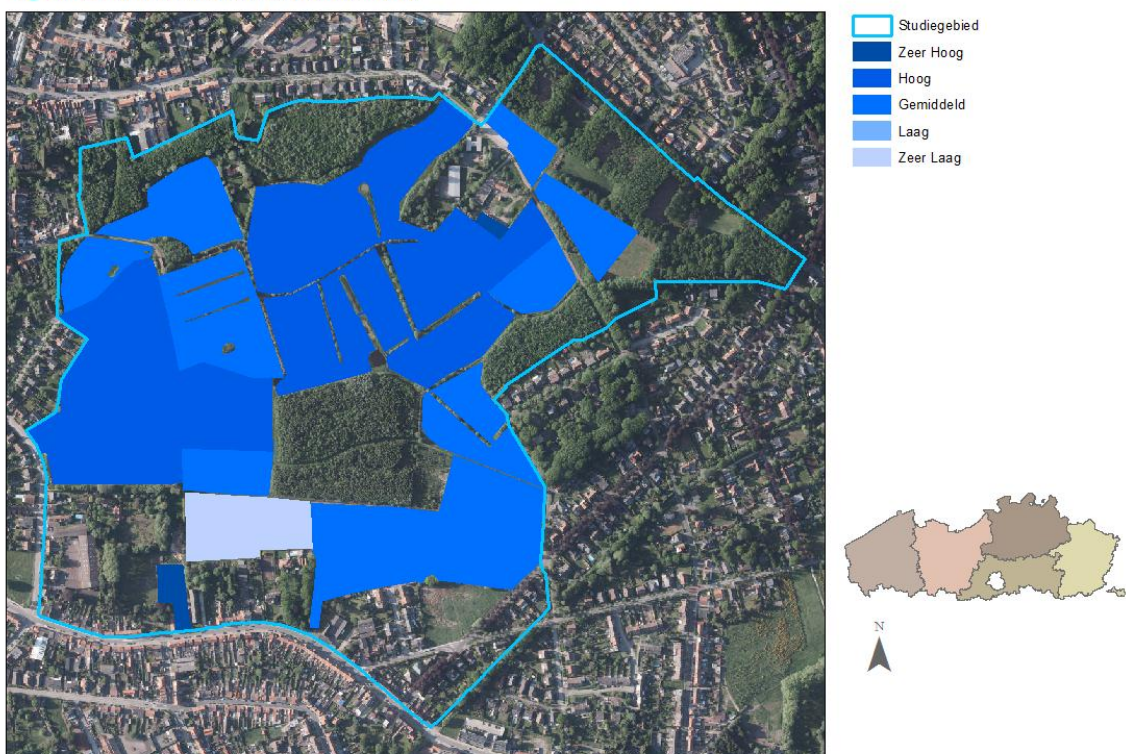 Studiegebied
Zeer Hoog
Hoog
Gemiddeld
Laag
Zeer Laag
N